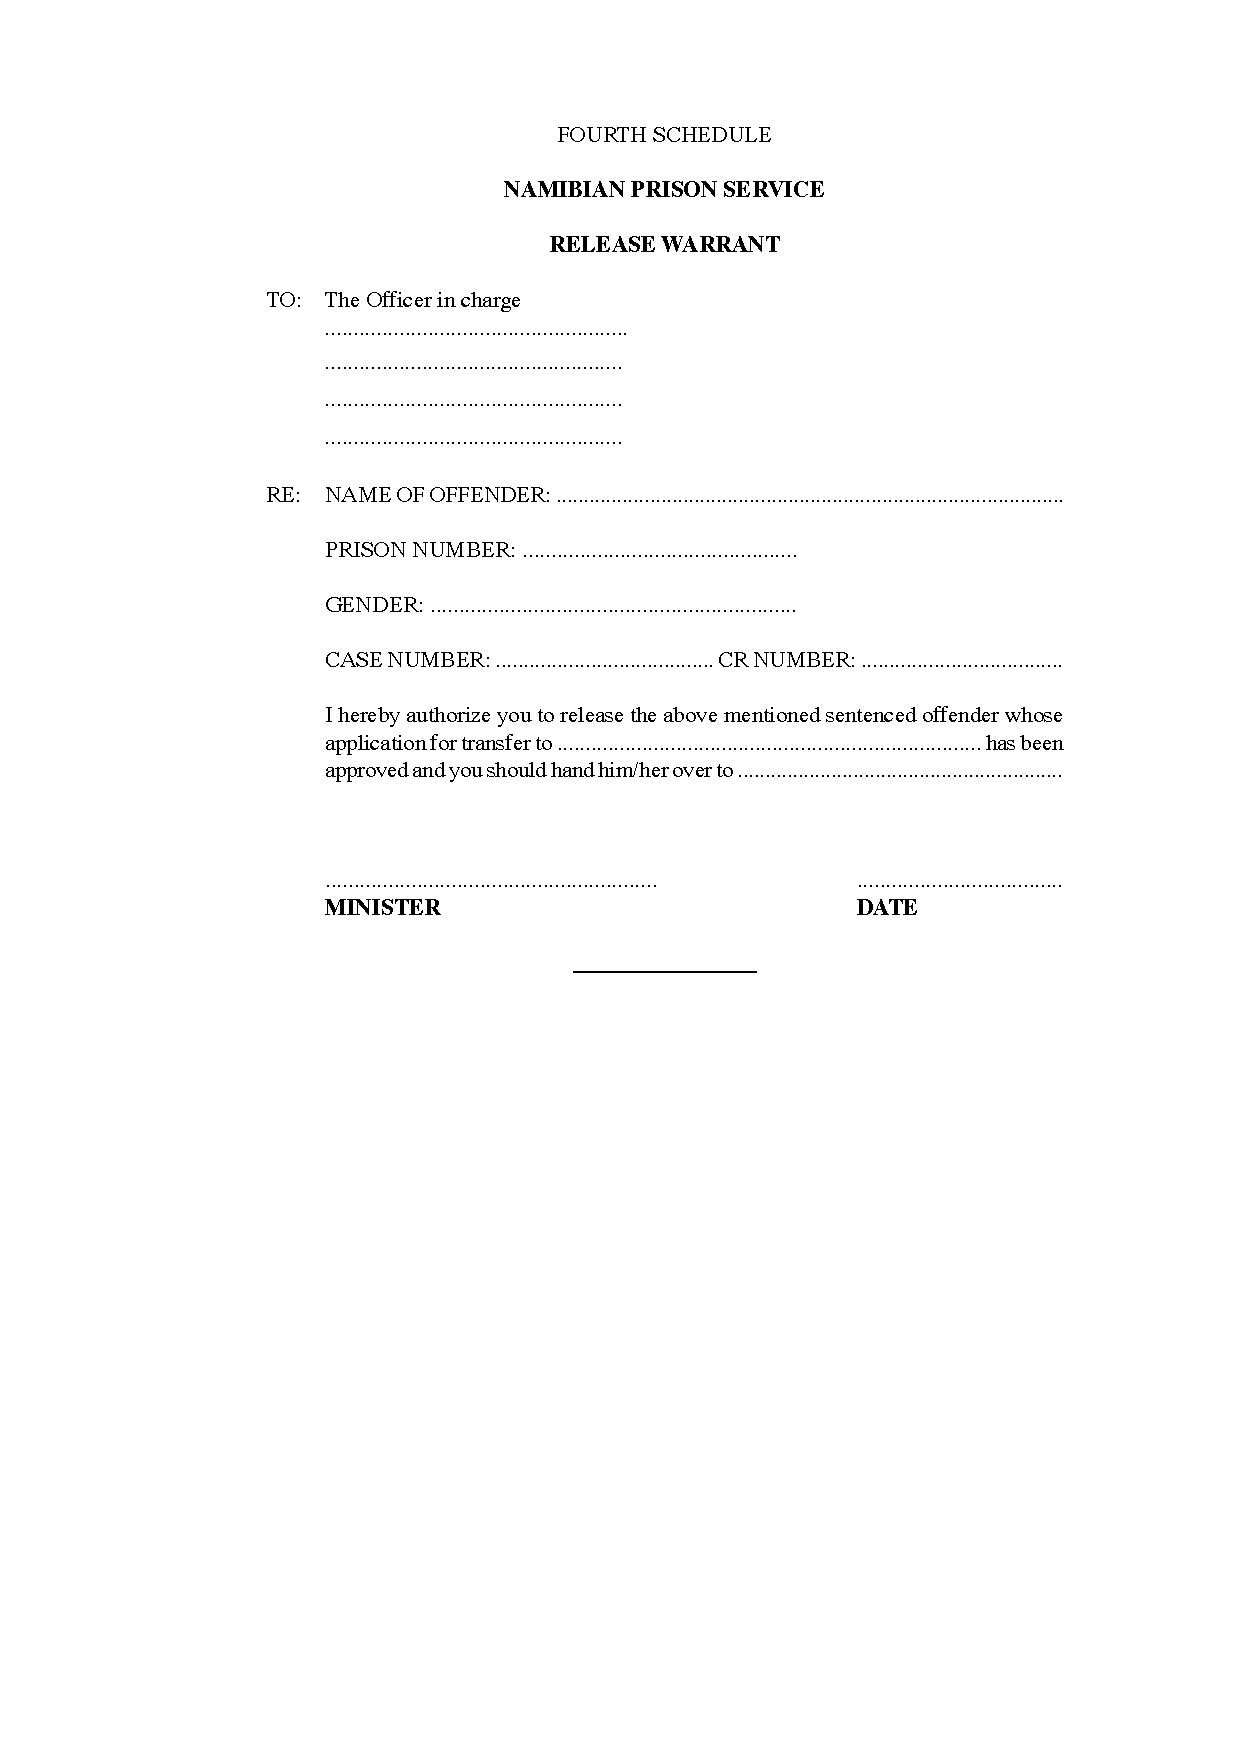 FOURTH SCHEDULE
NAMIBIAN PRISON SERVICE
RELEASE WARRANT
TO: The Officer in charge
.....................................................
....................................................
....................................................
....................................................
RE: NAME OF OFFENDER: ............................................................................................
PRISON NUMBER: ................................................
GENDER: ................................................................
CASE NUMBER: ...................................... CR NUMBER: ...................................
I hereby authorize you to release the above mentioned sentenced offender whose
application for transfer to .......................................................................... has been
approved and you should hand him/her over to .........................................................
.......................................................... ....................................
MINISTER DATE